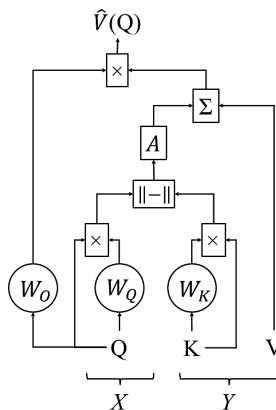 V̂(Q)
×
Σ
A
||−||
× ×
W_O W_Q W_K
Q K V
X Y